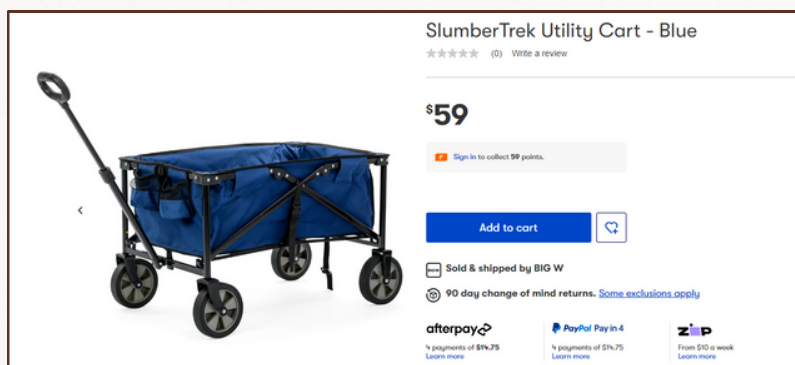 SlumberTrek Utility Cart - Blue
(0) Write a review
$59
Sign in to collect 59 points.
Add to cart
Sold & shipped by BIG W
90 day change of mind returns. Some exclusions apply
afterpay
PayPal Pay in 4
zip
4 payments of $14.75
4 payments of $14.75
From $10 a week
Learn more
Learn more
Learn more